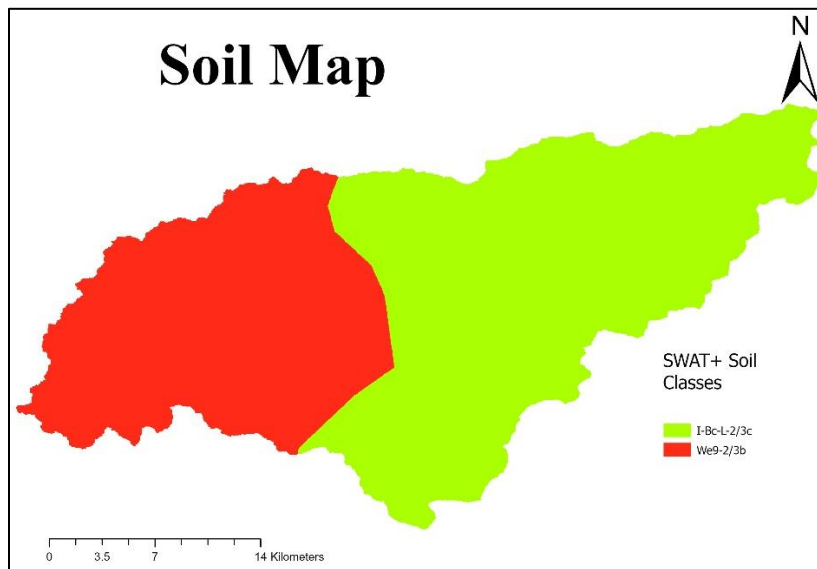 Soil Map
N
SWAT+ Soil
Classes
I-Bc-L-2/3c
We9-2/3b
0 3.5 7 14 Kilometers